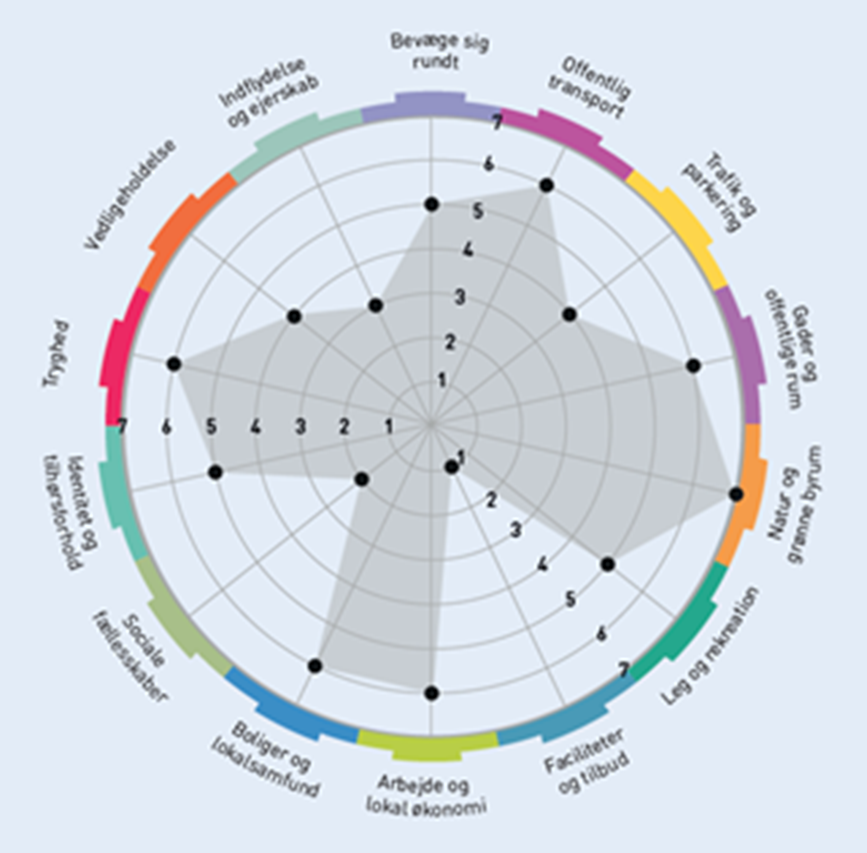 Bevæge sig
rundt
Offentlig
transport
Trafik og
parkering
Gader og
offentlige rum
Natur og
grønne byrum
Leg og rekreation
Faciliteter
og tilbud
Arbejde og
lokal økonomi
Boliger og
lokalsamfund
Sociale
fællesskaber
Identitet og
tilhørsforhold
Tryghed
Vedligeholdelse
Indflydelse
og ejerskab
7
6
5
4
3
2
1
7 6 5 4 3 2 1
1
2
3
4
5
6
7